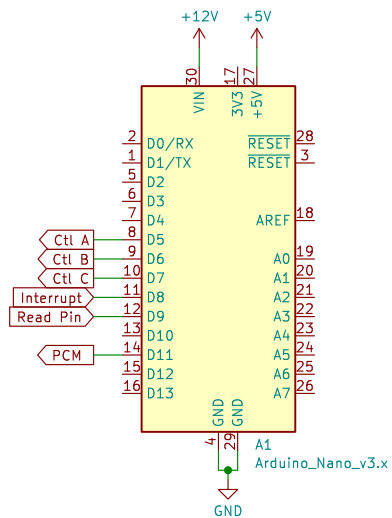 +12V +5V
30 17 27
VIN 3V3 +5V
2 D0/RX RESET 28
1 D1/TX RESET 3
5 D2
6 D3
7 D4 AREF 18
Ctl A 8 D5
Ctl B 9 D6 A0 19
Ctl C 10 D7 A1 20
Interrupt 11 D8 A2 21
Read Pin 12 D9 A3 22
13 D10 A4 23
PCM 14 D11 A5 24
15 D12 A6 25
16 D13 A7 26
GND GND
4 29 A1
Arduino_Nano_v3.x
GND